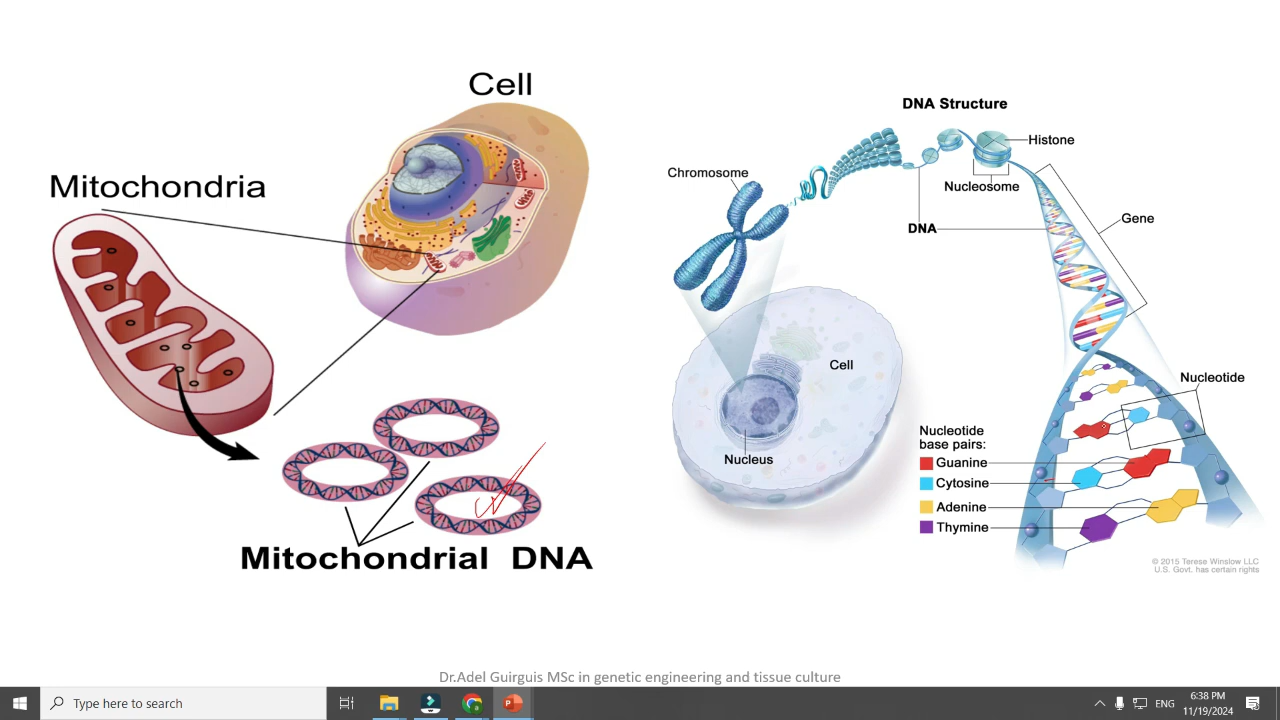 Cell
Mitochondria
Mitochondrial DNA
DNA Structure
Histone
Chromosome
Nucleosome
Gene
DNA
Cell
Nucleotide
Nucleotide
base pairs:
Guanine
Cytosine
Adenine
Thymine
Nucleus
© 2015 Terese Winslow LLC
U.S. Govt. has certain rights
Dr.Adel Guirguis MSc in genetic engineering and tissue culture
Type here to search
ENG
6:38 PM
11/19/2024